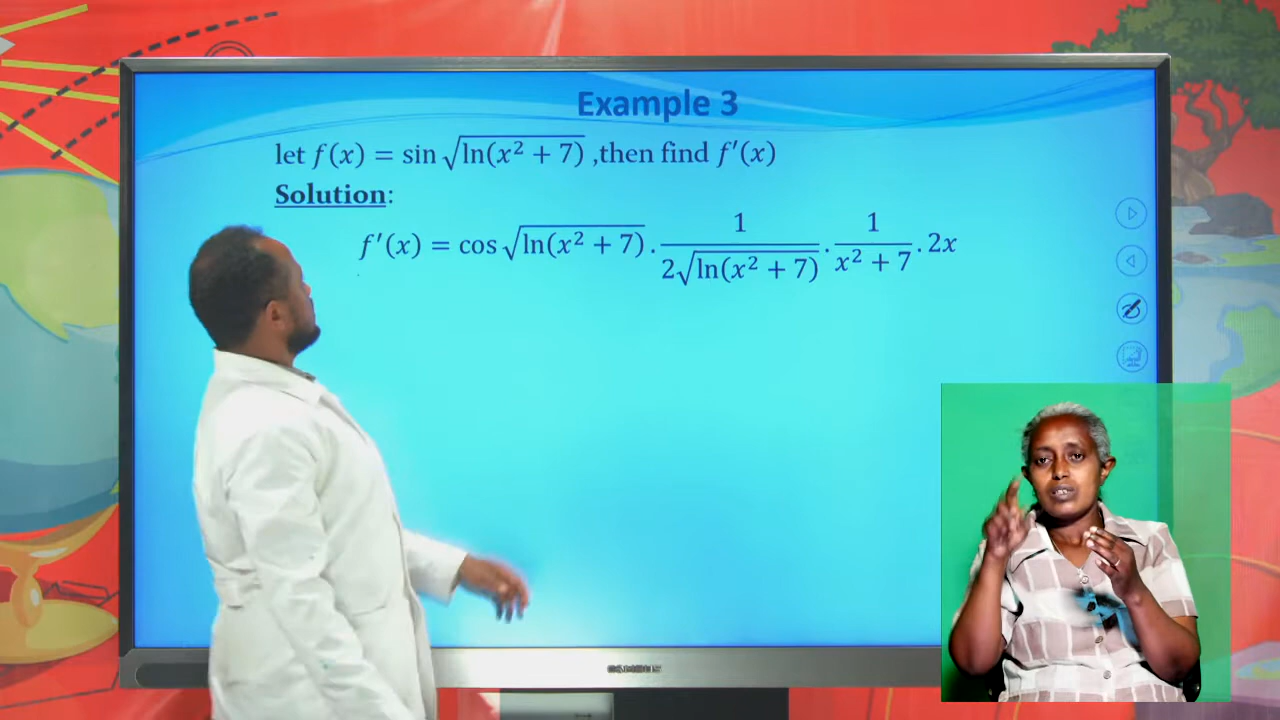 Example 3
let f(x) = sin √ln(x² + 7) ,then find f′(x)
Solution:
f′(x) = cos √ln(x² + 7) . 1/(2√ln(x² + 7)) . 1/(x² + 7) . 2x